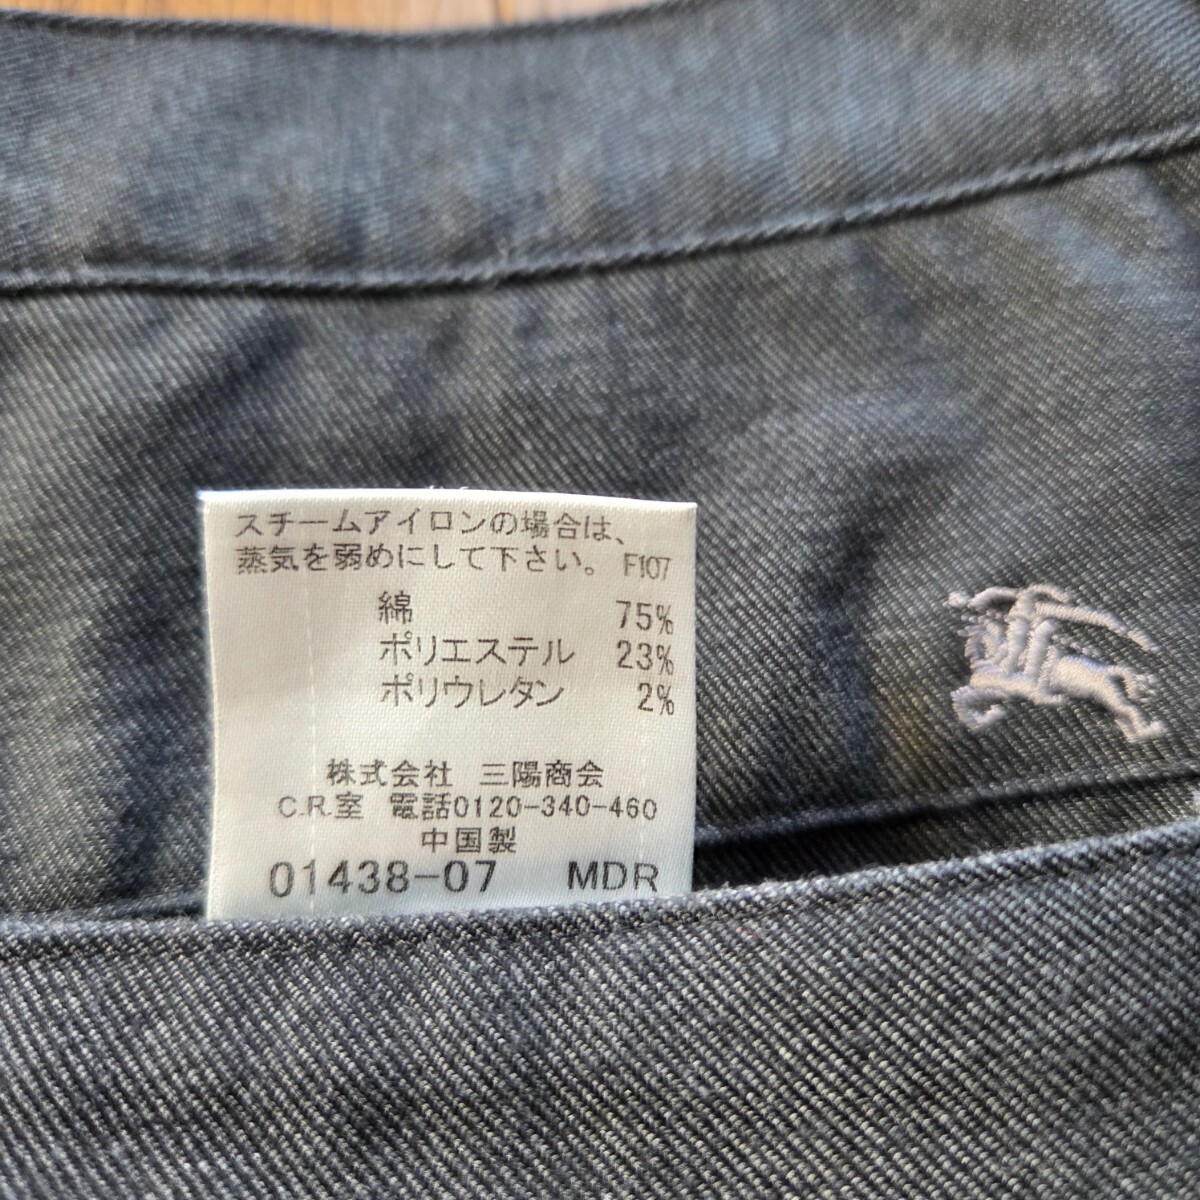 スチームアイロンの場合は、
蒸気を弱めにして下さい。 F107
綿 75%
ポリエステル 23%
ポリウレタン 2%
株式会社 三陽商会
C.R.室 電話0120-340-460
中国製
01438-07 MDR